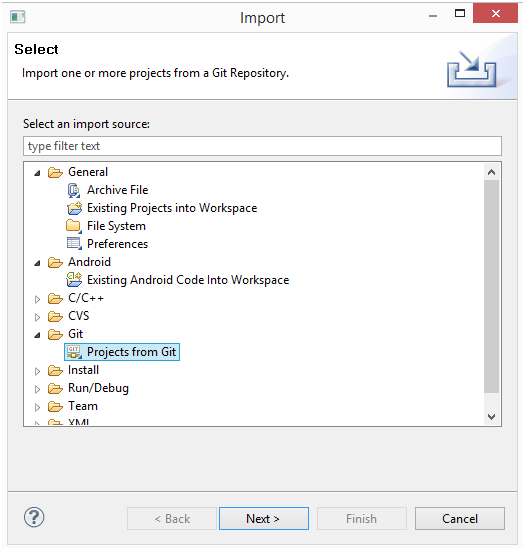 Import
Select
Import one or more projects from a Git Repository.
Select an import source:
type filter text
General
Archive File
Existing Projects into Workspace
File System
Preferences
Android
Existing Android Code Into Workspace
C/C++
CVS
Git
GIT Projects from Git
Install
Run/Debug
Team
XML
? < Back Next > Finish Cancel